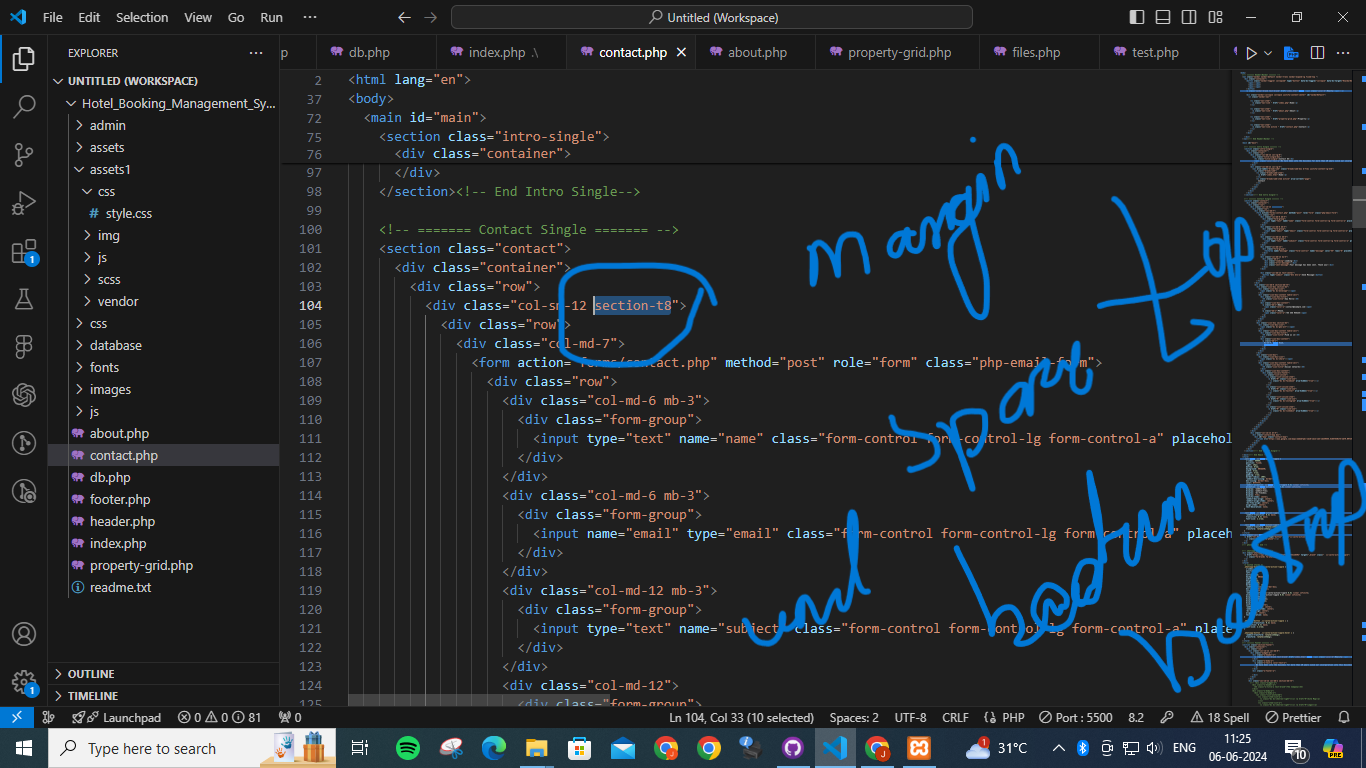 File Edit Selection View Go Run ··· Untitled (Workspace)
EXPLORER ···
UNTITLED (WORKSPACE)
Hotel_Booking_Management_Sy...
admin
assets
assets1
css
# style.css
img
js
scss
vendor
css
database
fonts
images
js
about.php
contact.php
db.php
footer.php
header.php
index.php
property-grid.php
readme.txt
OUTLINE
TIMELINE
1
1
p db.php index.php .\ contact.php about.php property-grid.php files.php test.php
2 <html lang="en">
37 <body>
72 <main id="main">
75 <section class="intro-single">
76 <div class="container">
97 </div>
98 </section><!-- End Intro Single-->
99
100 <!-- ======= Contact Single ======= -->
101 <section class="contact">
102 <div class="container">
103 <div class="row">
104 <div class="col-sm-12 section-t8">
105 <div class="row">
106 <div class="col-md-7">
107 <form action="forms/contact.php" method="post" role="form" class="php-email-form">
108 <div class="row">
109 <div class="col-md-6 mb-3">
110 <div class="form-group">
111 <input type="text" name="name" class="form-control form-control-lg form-control-a" placehol
112 </div>
113 </div>
114 <div class="col-md-6 mb-3">
115 <div class="form-group">
116 <input name="email" type="email" class="form-control form-control-lg form-control-a" placeh
117 </div>
118 </div>
119 <div class="col-md-12 mb-3">
120 <div class="form-group">
121 <input type="text" name="subject" class="form-control form-control-lg form-control-a" place
122 </div>
123 </div>
124 <div class="col-md-12">
125 <div class="form-group">
margin
top
Launchpad 0 0 81 0 Ln 104, Col 33 (10 selected) Spaces: 2 UTF-8 CRLF PHP Port : 5500 8.2 18 Spell Prettier
Type here to search 1 31°C ENG 11:25 10
06-06-2024
PRE